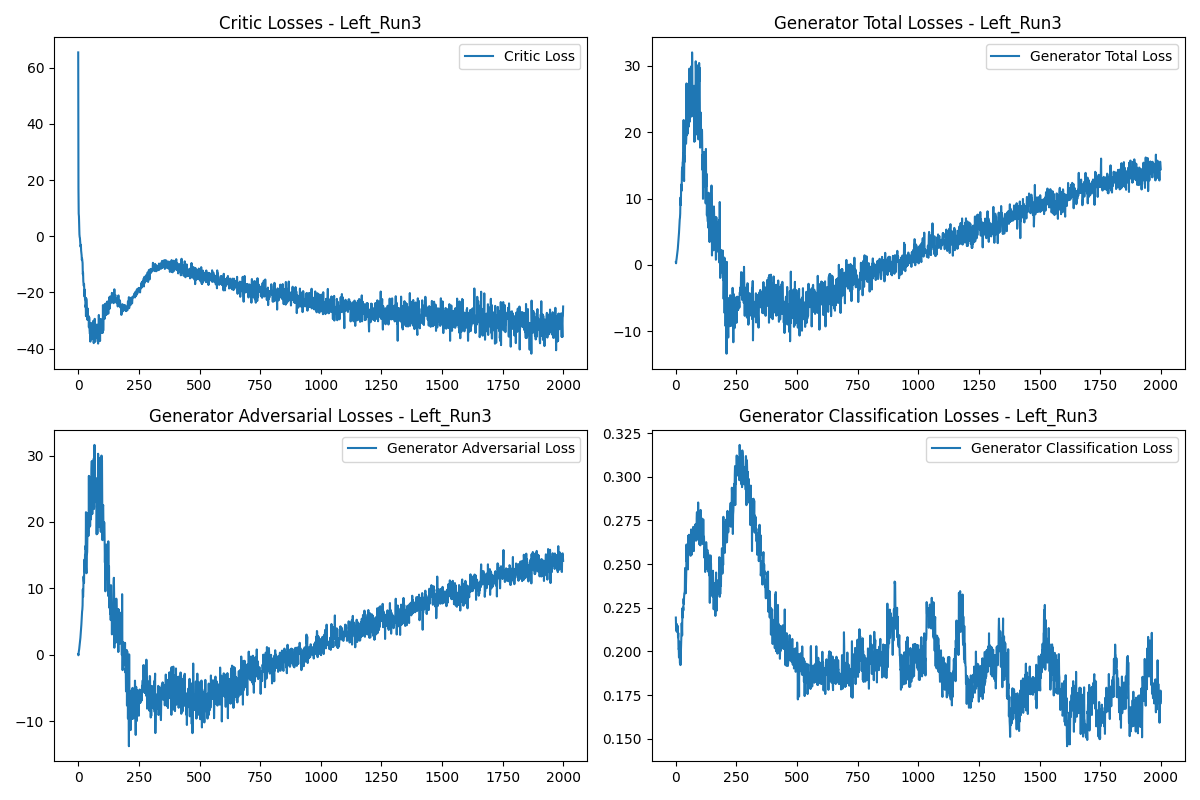 Critic Losses - Left_Run3
Critic Loss
60
40
20
0
−20
−40
0 250 500 750 1000 1250 1500 1750 2000
Generator Total Losses - Left_Run3
Generator Total Loss
30
20
10
0
−10
0 250 500 750 1000 1250 1500 1750 2000
Generator Adversarial Losses - Left_Run3
Generator Adversarial Loss
30
20
10
0
−10
0 250 500 750 1000 1250 1500 1750 2000
Generator Classification Losses - Left_Run3
Generator Classification Loss
0.325
0.300
0.275
0.250
0.225
0.200
0.175
0.150
0 250 500 750 1000 1250 1500 1750 2000